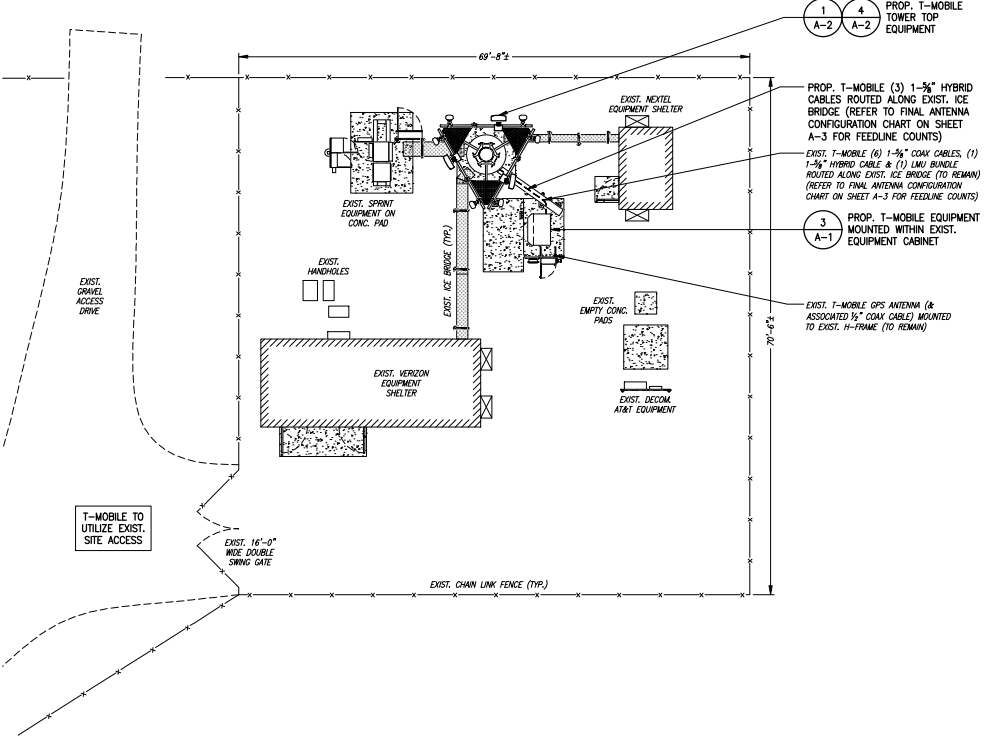 1
A-2
4
A-2
PROP. T-MOBILE
TOWER TOP
EQUIPMENT
69'-8"±
PROP. T-MOBILE (3) 1-5/8" HYBRID
CABLES ROUTED ALONG EXIST. ICE
BRIDGE (REFER TO FINAL ANTENNA
CONFIGURATION CHART ON SHEET
A-3 FOR FEEDLINE COUNTS)
EXIST. NEXTEL
EQUIPMENT SHELTER
EXIST. T-MOBILE (6) 1-5/8" COAX CABLES, (1)
1-5/8" HYBRID CABLE & (1) LMU BUNDLE
ROUTED ALONG EXIST. ICE BRIDGE (TO REMAIN)
(REFER TO FINAL ANTENNA CONFIGURATION
CHART ON SHEET A-3 FOR FEEDLINE COUNTS)
EXIST. SPRINT
EQUIPMENT ON
CONC. PAD
3
A-1
PROP. T-MOBILE EQUIPMENT
MOUNTED WITHIN EXIST.
EQUIPMENT CABINET
EXIST. ICE BRIDGE (TYP.)
EXIST.
HANDHOLES
EXIST.
GRAVEL
ACCESS
DRIVE
EXIST.
EMPTY CONC.
PADS
EXIST. T-MOBILE GPS ANTENNA (&
ASSOCIATED 1/2" COAX CABLE) MOUNTED
TO EXIST. H-FRAME (TO REMAIN)
70'-6"±
EXIST. VERIZON
EQUIPMENT
SHELTER
EXIST. DECOM.
AT&T EQUIPMENT
T-MOBILE TO
UTILIZE EXIST.
SITE ACCESS
EXIST. 16'-0"
WIDE DOUBLE
SWING GATE
EXIST. CHAIN LINK FENCE (TYP.)